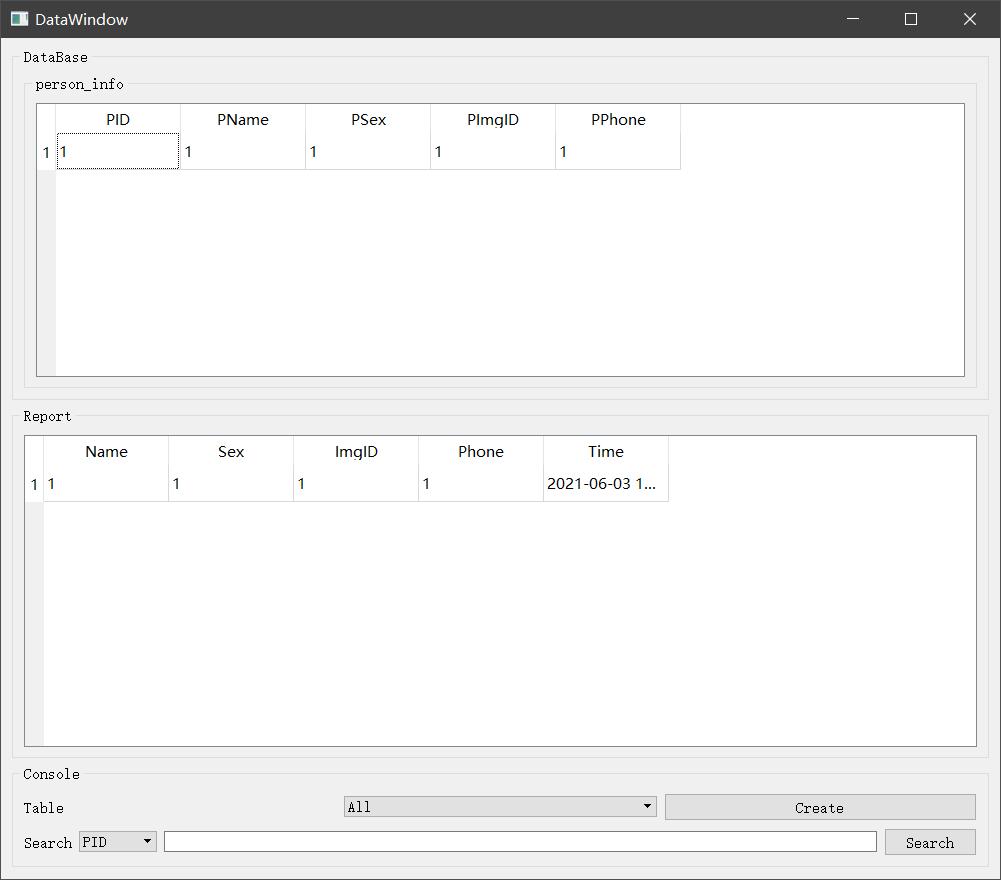 DataWindow
DataBase
person_info
PID PName PSex PImgID PPhone
1 1 1 1 1 1
Report
Name Sex ImgID Phone Time
1 1 1 1 1 2021-06-03 1...
Console
Table All Create
Search PID Search